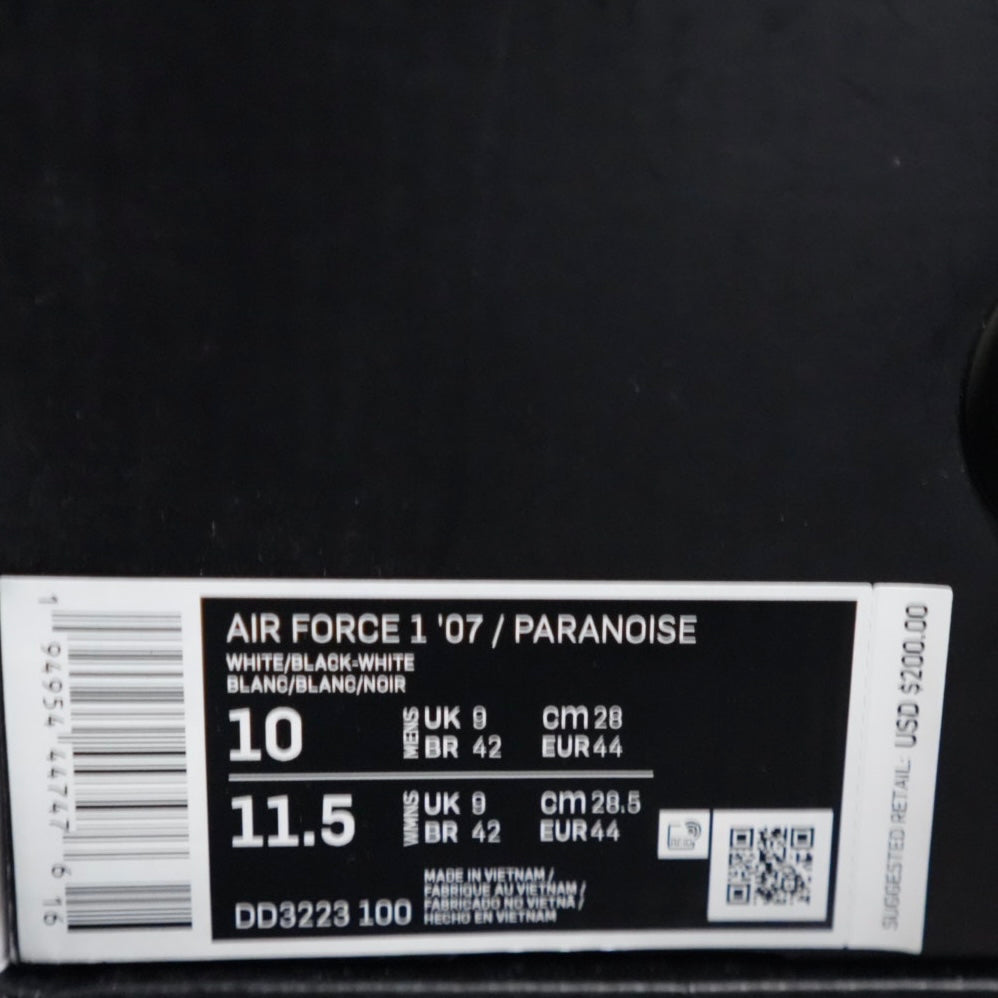 AIR FORCE 1 '07 / PARANOISE
WHITE/BLACK-WHITE
BLANC/BLANC/NOIR
10
MENS
UK 9 cm 28
BR 42 EUR 44
11.5
WMNS
UK 9 cm 28.5
BR 42 EUR 44
DD3223 100
MADE IN VIETNAM /
FABRIQUE AU VIETNAM /
FABRICADO NO VIETNA /
HECHO EN VIETNAM
1 94954 44747 6 16
SUGGESTED RETAIL: USD $200.00